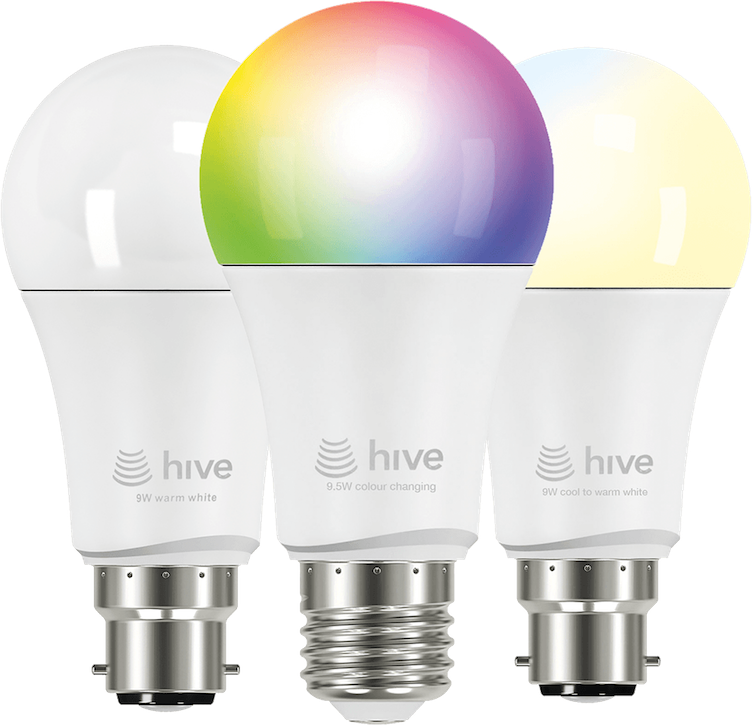 hive
9W warm white
hive
9.5W colour changing
hive
9W cool to warm white